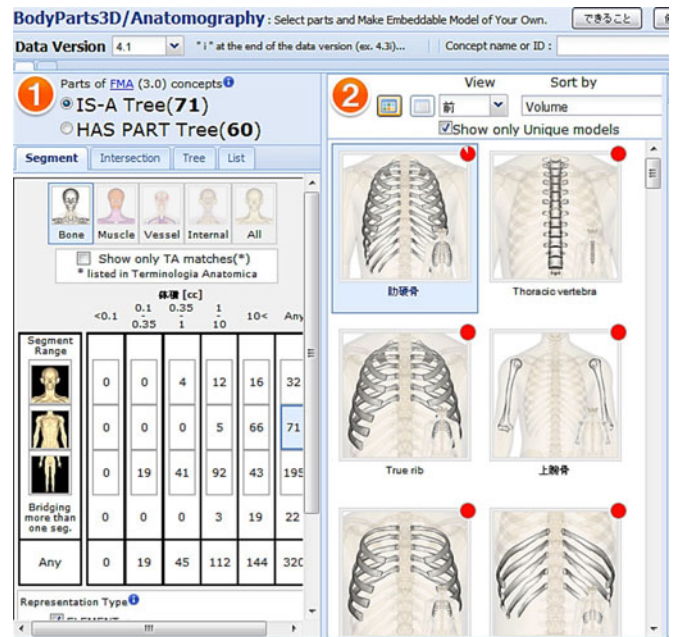 BodyParts3D/Anatomography : Select parts and Make Embeddable Model of Your Own. できること
Data Version 4.1 "i" at the end of the data version (ex. 4.3i)... Concept name or ID :
1 Parts of FMA (3.0) concepts
IS-A Tree(71)
HAS PART Tree(60)
Segment Intersection Tree List
Bone Muscle Vessel Internal All
Show only TA matches(*)
* listed in Terminologia Anatomica
体積 [cc]
<0.1 0.1 - 0.35 0.35 - 1 1 - 10 10< Any
Segment Range
0 0 4 12 16 32
0 0 0 5 66 71
0 19 41 92 43 195
Bridging more than one seg. 0 0 0 3 19 22
Any 0 19 45 112 144 320
Representation Type
2 View Sort by
前 Volume
Show only Unique models
肋硬骨 Thoracic vertebra
True rib 上腕骨